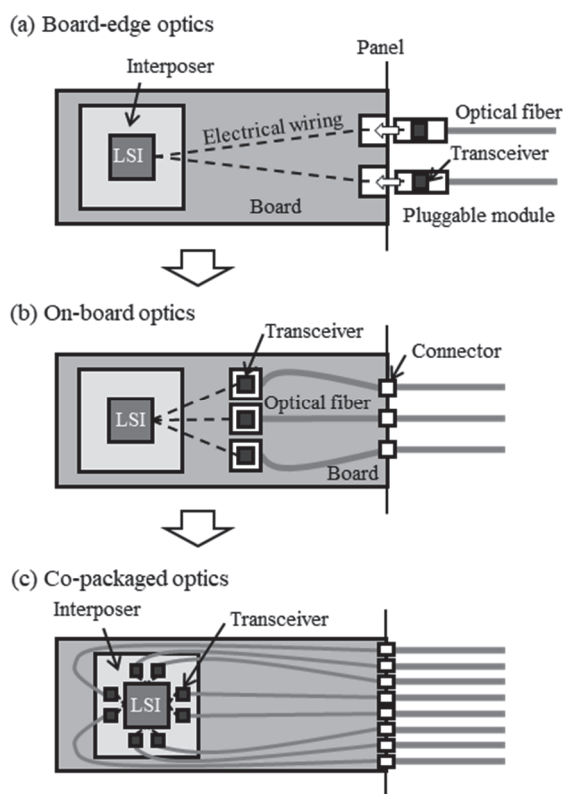 (a) Board-edge optics
Panel
Interposer
Optical fiber
Electrical wiring
LSI
Transceiver
Board
Pluggable module
(b) On-board optics
Transceiver
Connector
LSI
Optical fiber
Board
(c) Co-packaged optics
Interposer
Transceiver
LSI